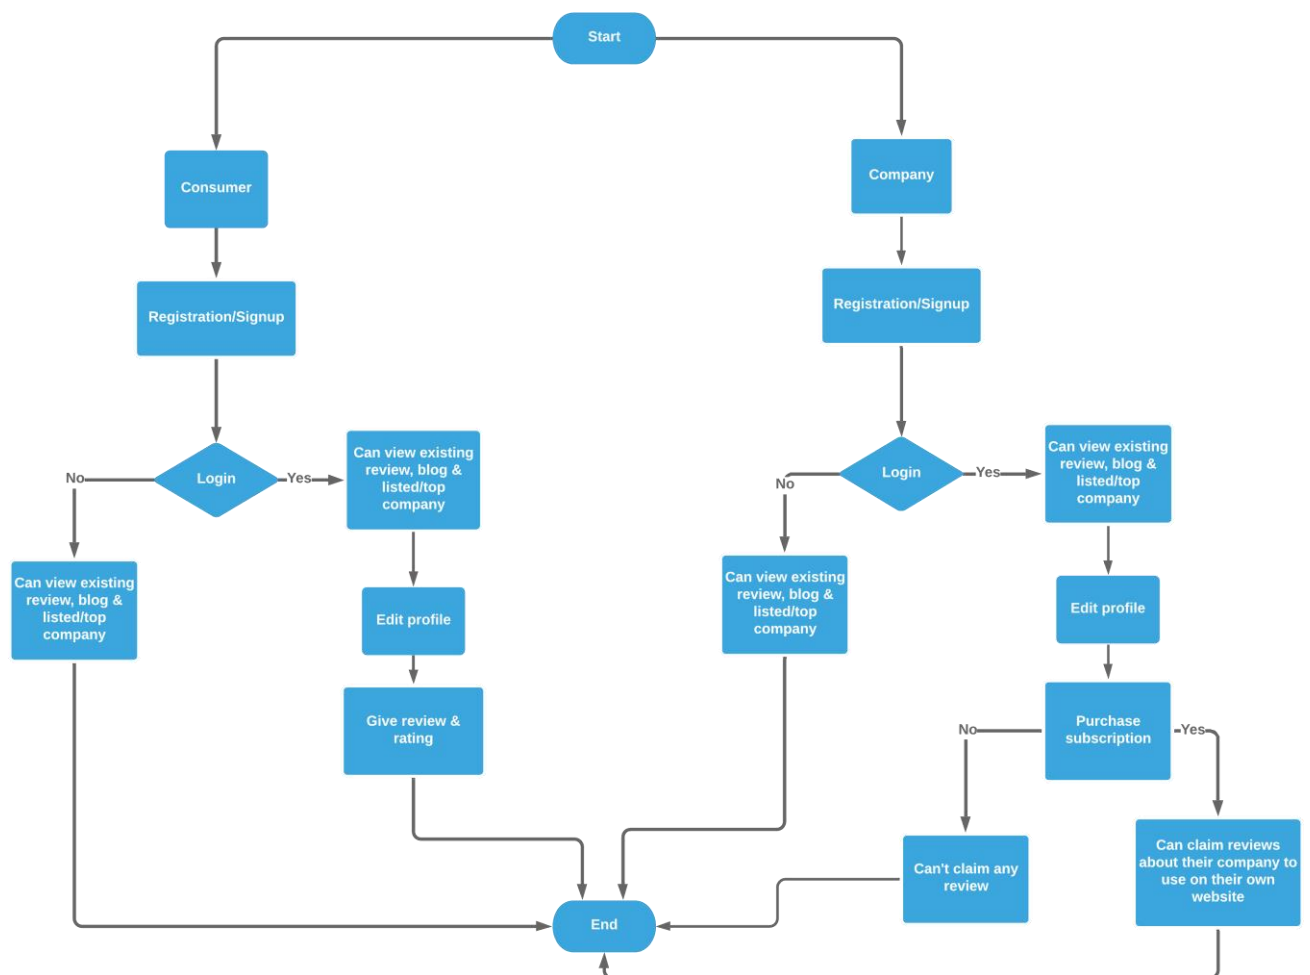 Start
Consumer
Company
Registration/Signup
Registration/Signup
Login
No
Yes
Can view existing
review, blog &
listed/top
company
Login
No
Yes
Can view existing
review, blog &
listed/top
company
Can view existing
review, blog &
listed/top
company
Edit profile
Give review &
rating
Can view existing
review, blog &
listed/top
company
Edit profile
Purchase
subscription
No
Yes
Can't claim any
review
Can claim reviews
about their company to
use on their own
website
End